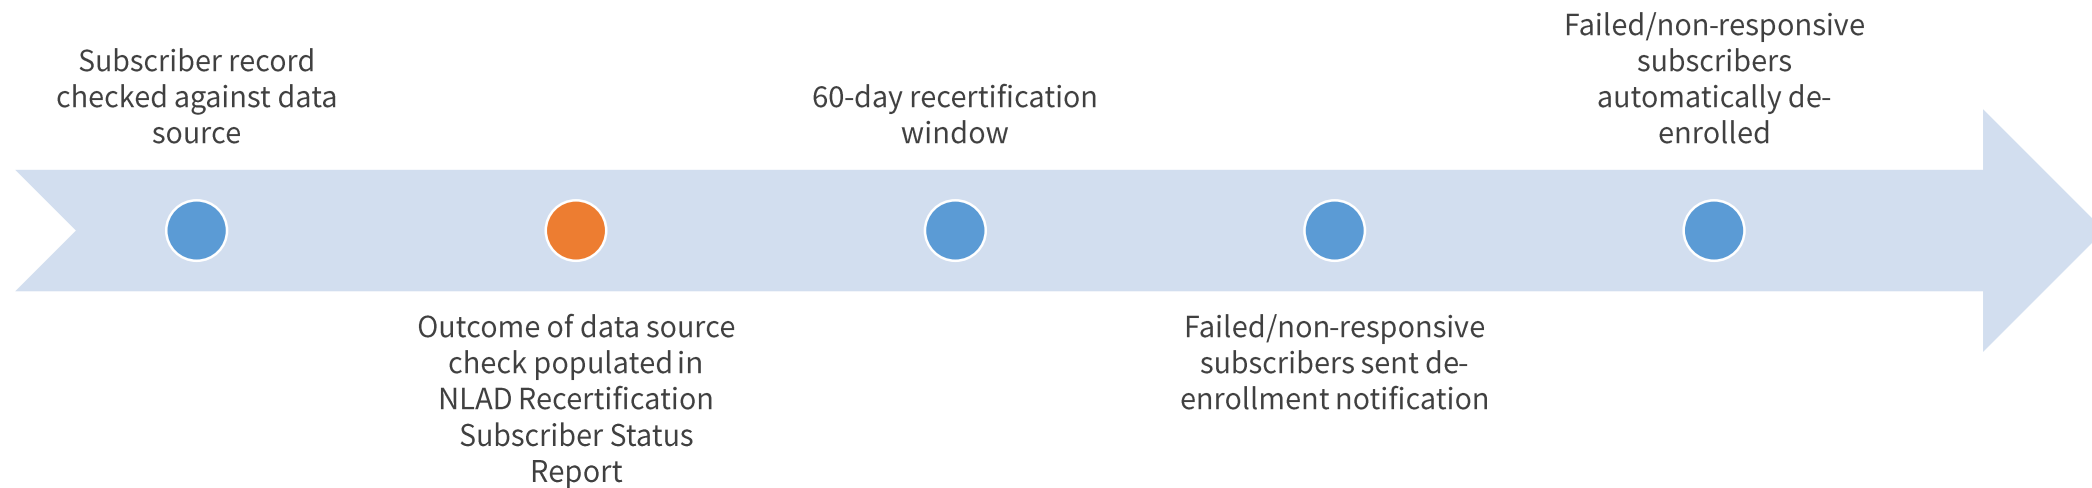 Subscriber record
checked against data
source
Outcome of data source
check populated in
NLAD Recertification
Subscriber Status
Report
60-day recertification
window
Failed/non-responsive
subscribers sent de-
enrollment notification
Failed/non-responsive
subscribers
automatically de-
enrolled